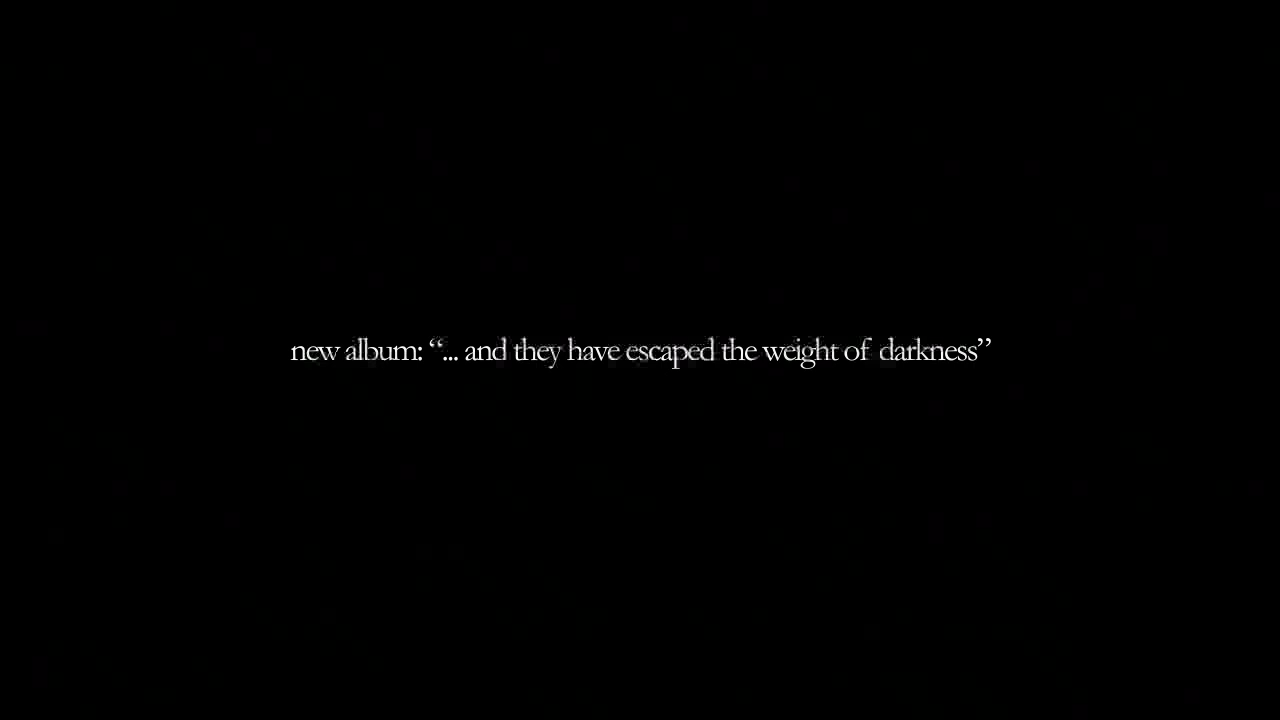 new album: “... and they have escaped the weight of darkness”